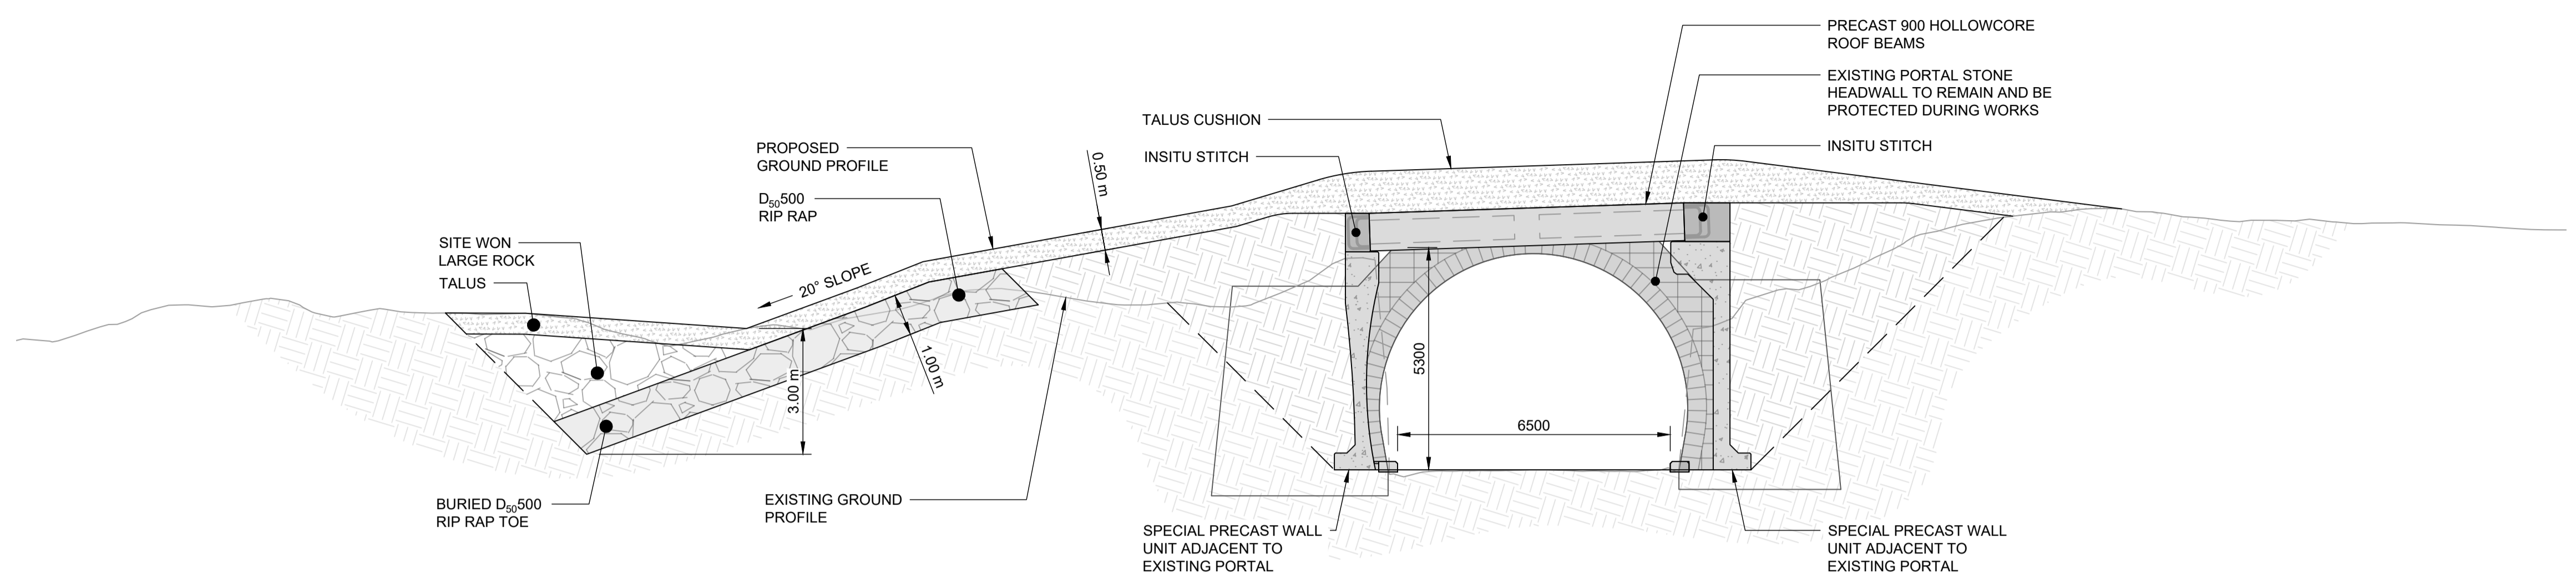 PRECAST 900 HOLLOWCORE
ROOF BEAMS
EXISTING PORTAL STONE
HEADWALL TO REMAIN AND BE
PROTECTED DURING WORKS
INSITU STITCH
TALUS CUSHION
INSITU STITCH
PROPOSED
GROUND PROFILE
D50500
RIP RAP
0.50 m
SITE WON
LARGE ROCK
TALUS
20° SLOPE
1.00 m
3.00 m
5300
6500
BURIED D50500
RIP RAP TOE
EXISTING GROUND
PROFILE
SPECIAL PRECAST WALL
UNIT ADJACENT TO
EXISTING PORTAL
SPECIAL PRECAST WALL
UNIT ADJACENT TO
EXISTING PORTAL